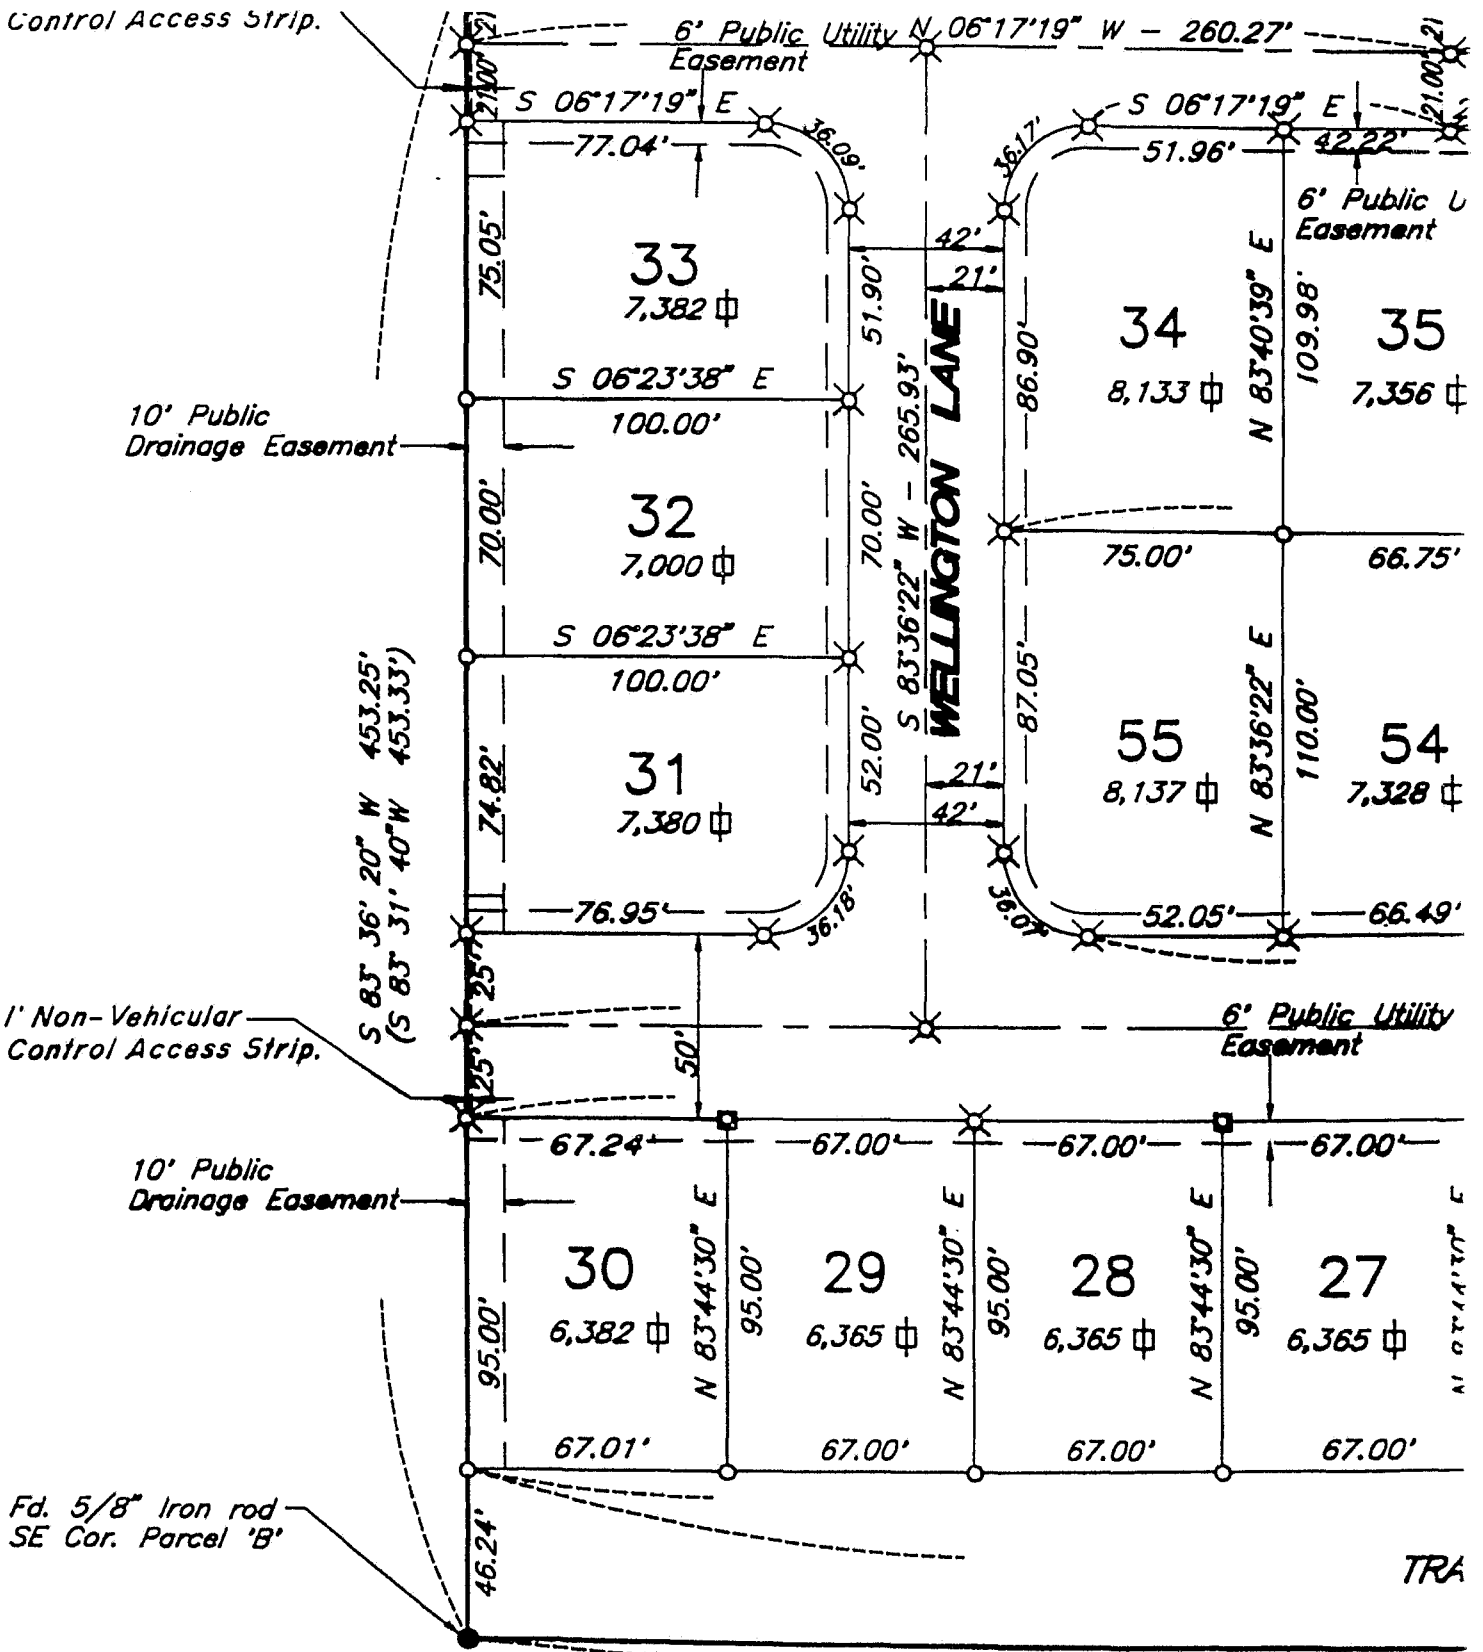 Control Access Strip.
6' Public Utility
Easement
N 06°17'19" W - 260.27'
21.00'
21.00'
21
S 06°17'19" E
77.04'
36.09'
36.17'
S 06°17'19" E
51.96'
42.22'
6' Public U
Easement
75.05'
33
7,382
51.90'
42'
21'
86.90'
34
8,133
N 83°40'39" E
109.98'
35
7,356
S 06°23'38" E
100.00'
10' Public
Drainage Easement
70.00'
32
7,000
70.00'
S 83°36'22" W - 265.93'
WELLINGTON LANE
75.00'
66.75'
S 06°23'38" E
100.00'
S 83° 36' 20" W 453.25'
(S 83° 31' 40"W 453.33')
74.82'
31
7,380
52.00'
21'
42'
87.05'
55
8,137
N 83°36'22" E
110.00'
54
7,328
76.95'
36.18'
36.07'
52.05'
66.49'
25'
25'
50'
1' Non-Vehicular
Control Access Strip.
6' Public Utility
Easement
67.24'
67.00'
67.00'
67.00'
10' Public
Drainage Easement
95.00'
30
6,382
N 83°44'30" E
95.00'
29
6,365
N 83°44'30" E
95.00'
28
6,365
N 83°44'30" E
95.00'
27
6,365
67.01'
67.00'
67.00'
67.00'
Fd. 5/8" Iron rod
SE Cor. Parcel 'B'
46.24'
TRA